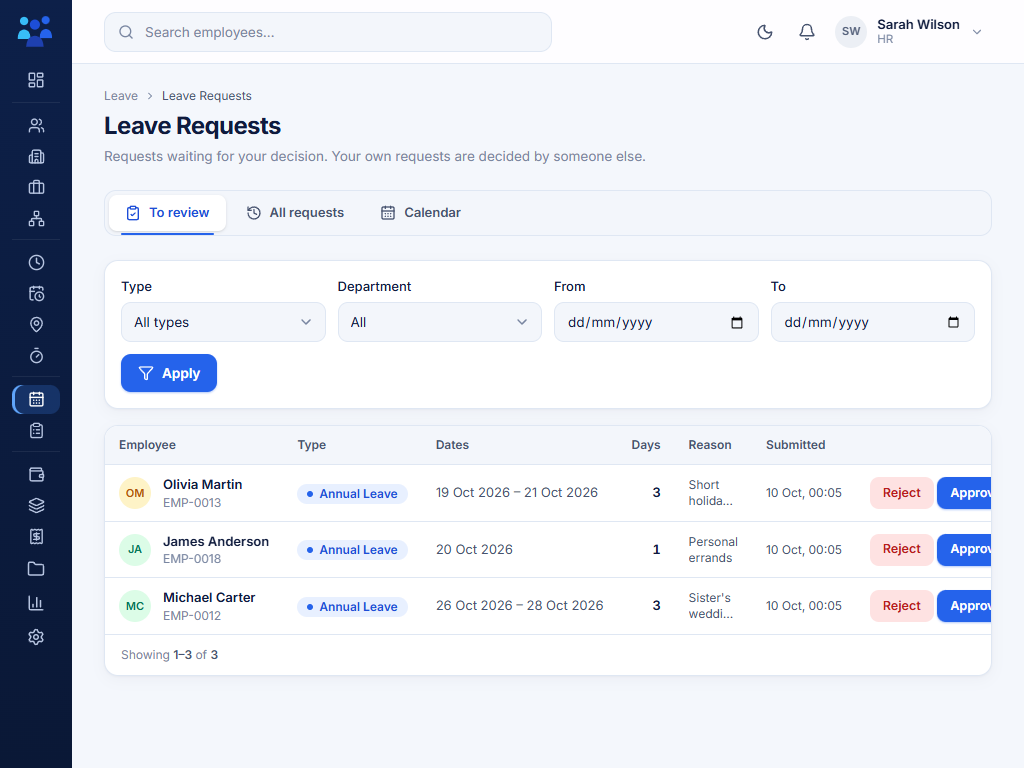 Search employees...
SW
Sarah Wilson
HR
Leave > Leave Requests
Leave Requests
Requests waiting for your decision. Your own requests are decided by someone else.
To review
All requests
Calendar
Type
Department
From
To
All types
All
dd/mm/yyyy
dd/mm/yyyy
Apply
Employee Type Dates Days Reason Submitted
OM Olivia Martin EMP-0013 Annual Leave 19 Oct 2026 – 21 Oct 2026 3 Short holida... 10 Oct, 00:05 Reject Approv
JA James Anderson EMP-0018 Annual Leave 20 Oct 2026 1 Personal errands 10 Oct, 00:05 Reject Approv
MC Michael Carter EMP-0012 Annual Leave 26 Oct 2026 – 28 Oct 2026 3 Sister's weddi... 10 Oct, 00:05 Reject Approv
Showing 1–3 of 3